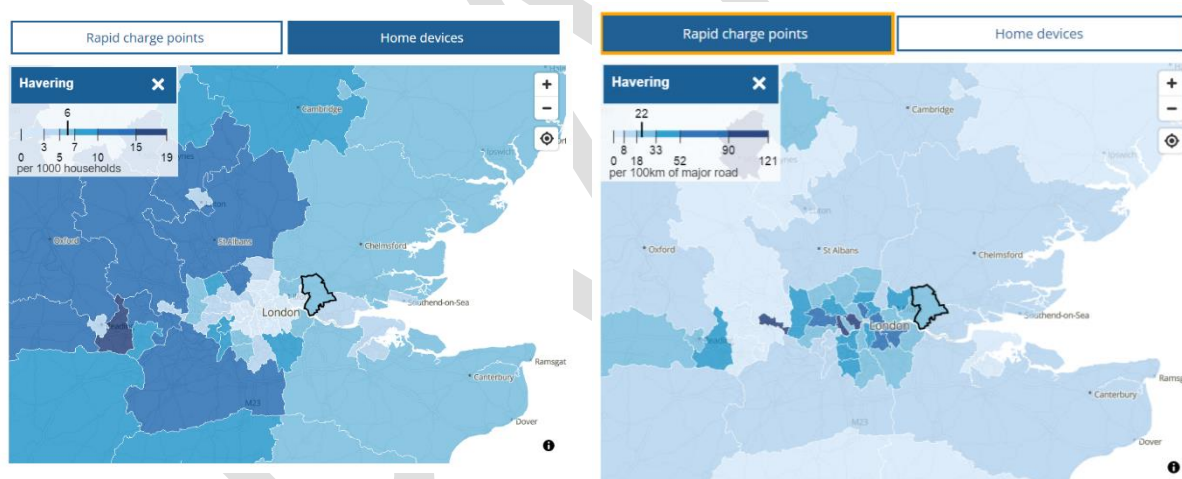 Rapid charge points Home devices
Havering
6
0 3 5 7 10 15 19
per 1000 households
Cambridge
Ipswich
Oxford
St Albans
Chelmsford
London
Southend-on-Sea
Ramsgat
Canterbury
M23
Dover
Rapid charge points Home devices
Havering
22
0 8 18 33 52 90 121
per 100km of major road
Cambridge
Ipswich
Oxford
St Albans
Chelmsford
London
Southend-on-Sea
Ramsg
Canterbury
M23
Dover